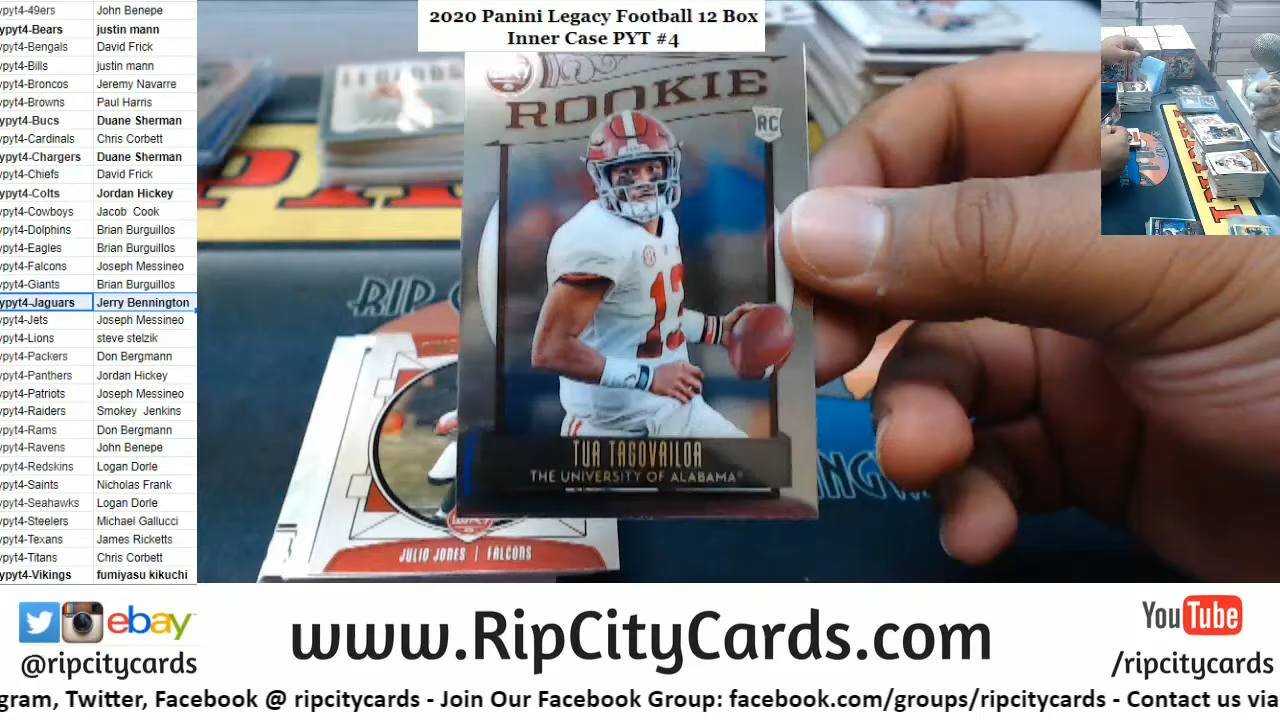 ypyt4-49ers John Benepe
ypyt4-Bears justin mann
ypyt4-Bengals David Frick
ypyt4-Bills justin mann
ypyt4-Broncos Jeremy Navarre
ypyt4-Browns Paul Harris
ypyt4-Bucs Duane Sherman
ypyt4-Cardinals Chris Corbett
ypyt4-Chargers Duane Sherman
ypyt4-Chiefs David Frick
ypyt4-Colts Jordan Hickey
ypyt4-Cowboys Jacob Cook
ypyt4-Dolphins Brian Burguillos
ypyt4-Eagles Brian Burguillos
ypyt4-Falcons Joseph Messineo
ypyt4-Giants Brian Burguillos
ypyt4-Jaguars Jerry Bennington
ypyt4-Jets Joseph Messineo
ypyt4-Lions steve stelzik
ypyt4-Packers Don Bergmann
ypyt4-Panthers Jordan Hickey
ypyt4-Patriots Joseph Messineo
ypyt4-Raiders Smokey Jenkins
ypyt4-Rams Don Bergmann
ypyt4-Ravens John Benepe
ypyt4-Redskins Logan Dorle
ypyt4-Saints Nicholas Frank
ypyt4-Seahawks Logan Dorle
ypyt4-Steelers Michael Gallucci
ypyt4-Texans James Ricketts
ypyt4-Titans Chris Corbett
ypyt4-Vikings fumiyasu kikuchi
2020 Panini Legacy Football 12 Box
Inner Case PYT #4
ROOKIE
RC
13
TUA TAGOVAILOA
THE UNIVERSITY OF ALABAMA
RIP
JULIO JONES | FALCONS
ebay
@ripcitycards
www.RipCityCards.com
YouTube
/ripcitycards
gram, Twitter, Facebook @ ripcitycards - Join Our Facebook Group: facebook.com/groups/ripcitycards - Contact us via